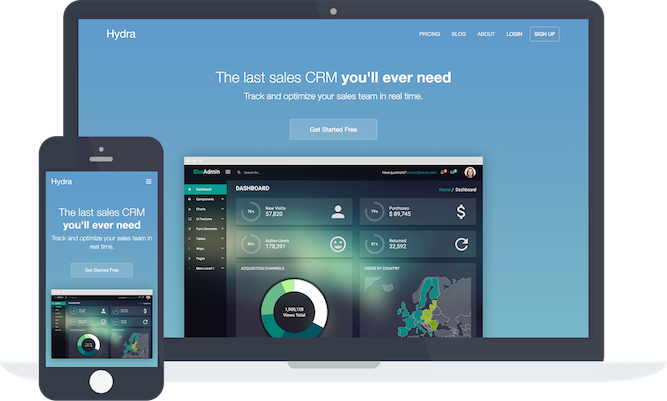 Hydra
PRICING BLOG ABOUT LOGIN SIGN UP
The last sales CRM you'll ever need
Track and optimize your sales team in real time.
Get Started Free
BlueAdmin
Search for...
Have questions?
DASHBOARD
Home / Dashboard
Dashboard
Components
Charts
UI Features
Form Elements
Tables
Maps
Pages
Menu Level 1
76%
New Visits
57,820
79%
Purchases
$ 89,745
Active Users
178,391
Returned
32,592
ACQUISITION CHANNELS
USERS BY COUNTRY
1,908,128
Views Total
Hydra
The last sales CRM
you'll ever need
Track and optimize your sales team in
real time.
Get Started Free